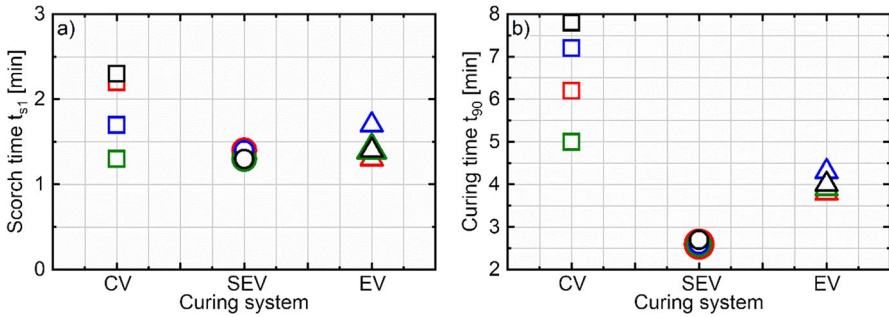 a)
Scorch time t_s1 [min]
3
2
1
0
CV SEV EV
Curing system
b)
Curing time t_90 [min]
8
7
6
5
4
3
2
CV SEV EV
Curing system